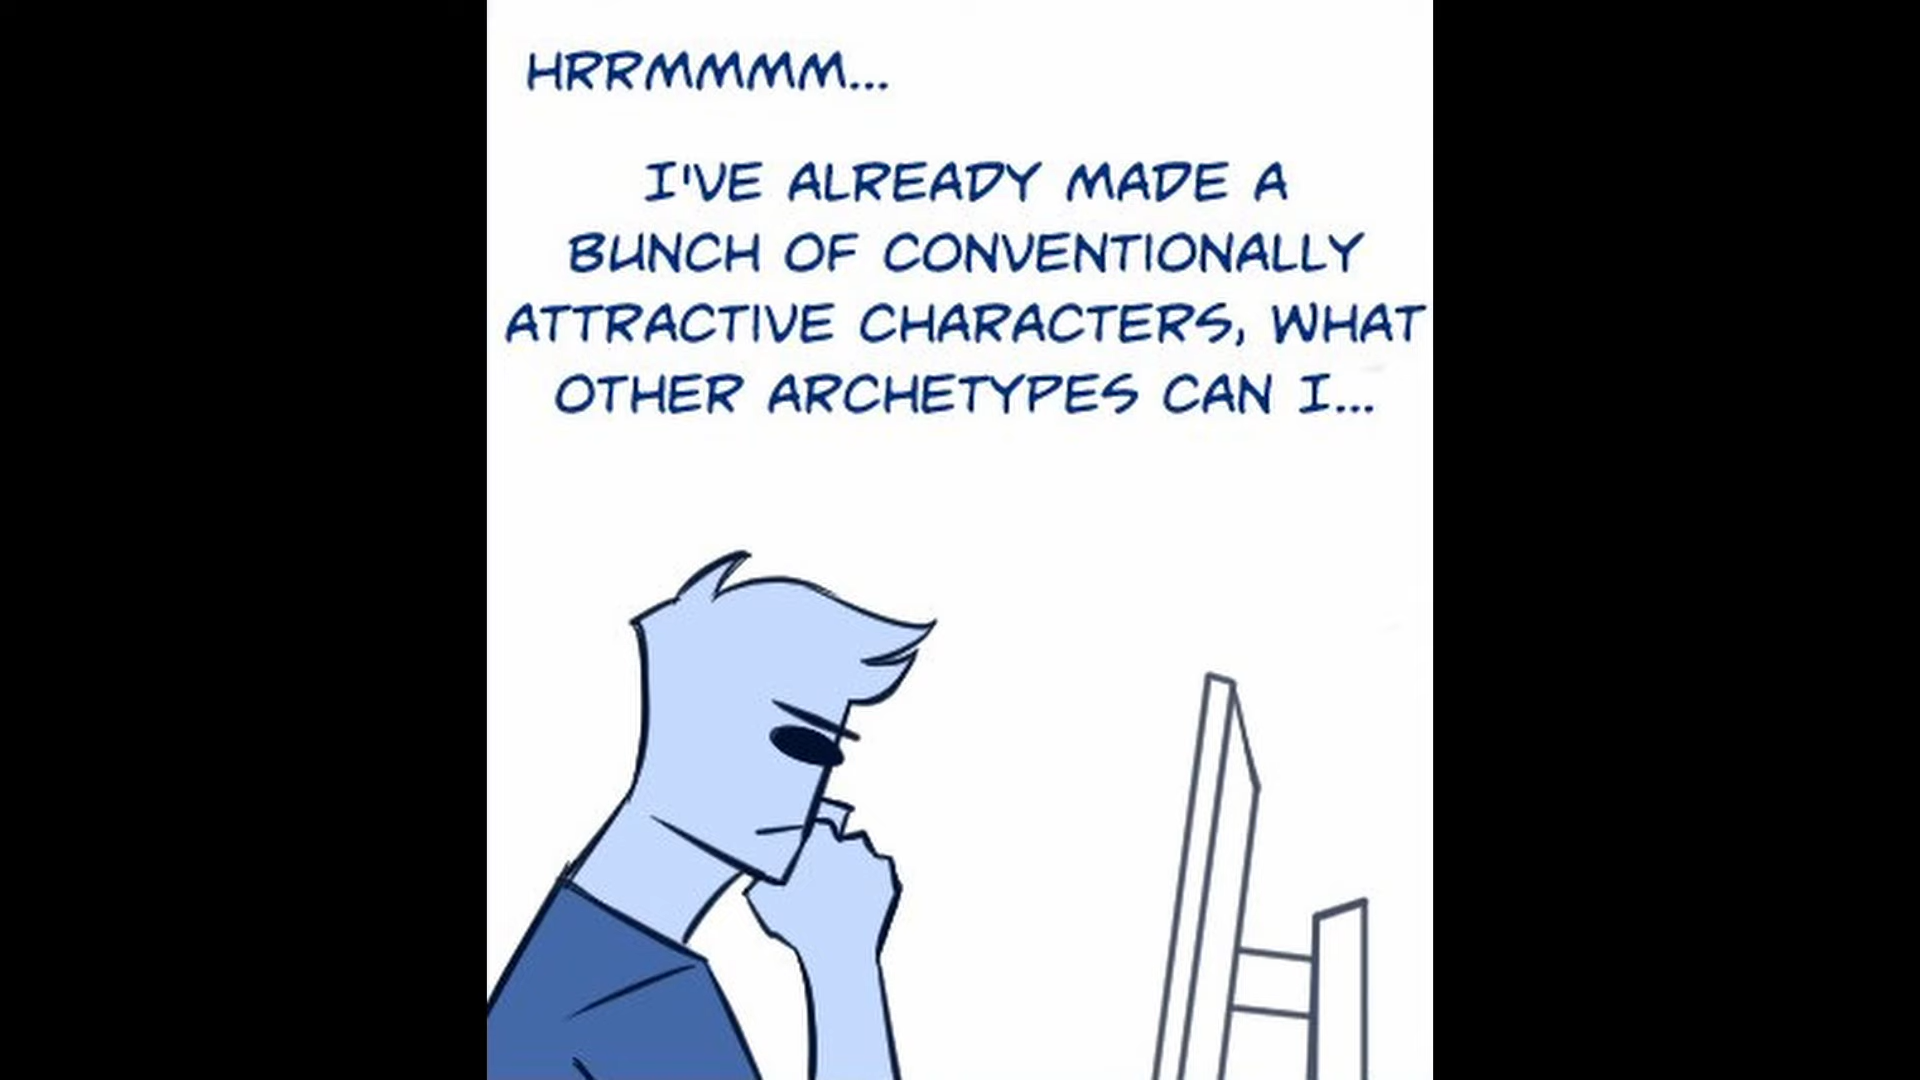 HRRMMMM...
I'VE ALREADY MADE A
BUNCH OF CONVENTIONALLY
ATTRACTIVE CHARACTERS, WHAT
OTHER ARCHETYPES CAN I...